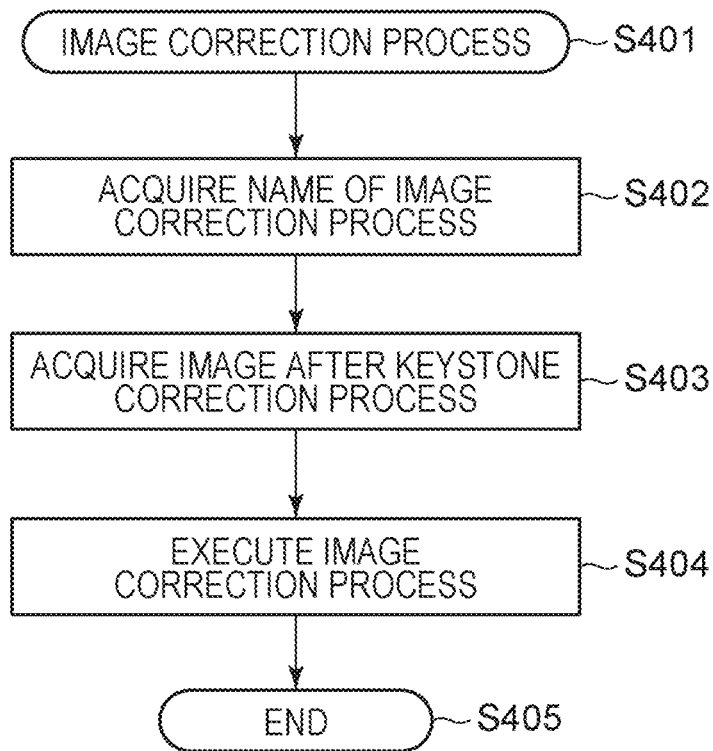 IMAGE CORRECTION PROCESS S401
ACQUIRE NAME OF IMAGE
CORRECTION PROCESS
S402
ACQUIRE IMAGE AFTER KEYSTONE
CORRECTION PROCESS
S403
EXECUTE IMAGE
CORRECTION PROCESS
S404
END S405